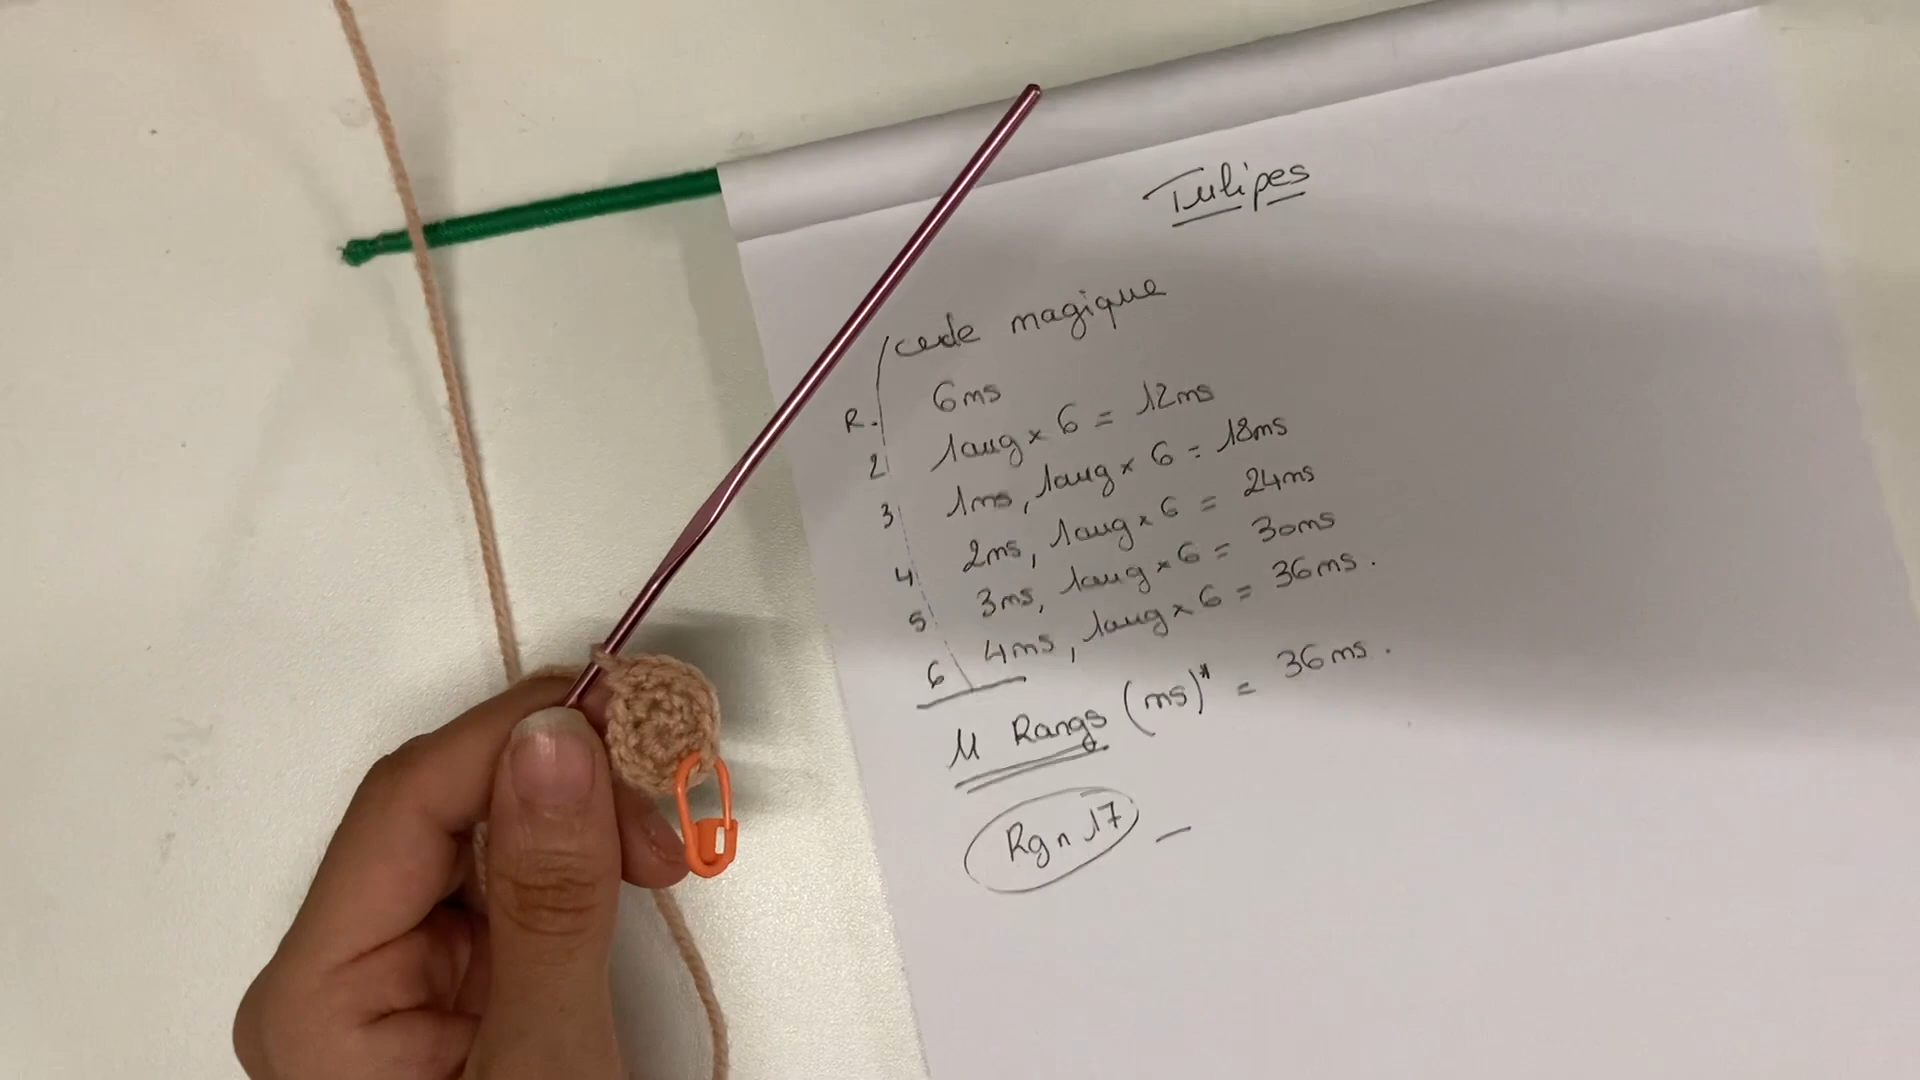 Tulipes
cercle magique
R. 6ms
2 1aug × 6 = 12ms
3 1ms, 1aug × 6 = 18ms
4 2ms, 1aug × 6 = 24ms
5 3ms, 1aug × 6 = 30ms
6 4ms, 1aug × 6 = 36ms.
11 Rangs (ms)* = 36ms.
Rg n 17 —